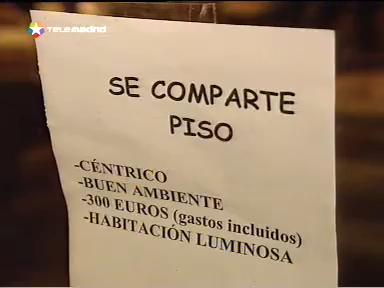 TELEMADRID
SE COMPARTE
PISO
-CÉNTRICO
-BUEN AMBIENTE
-300 EUROS (gastos incluidos)
-HABITACIÓN LUMINOSA